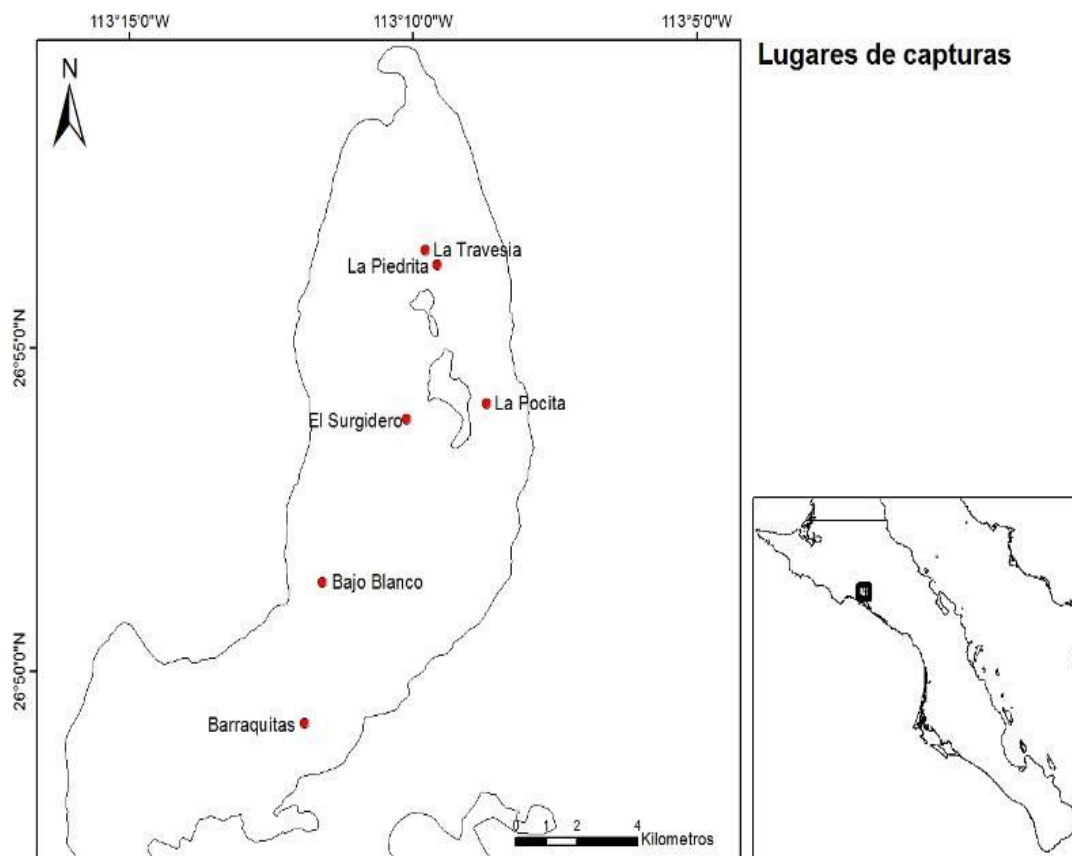 113°15'0"W
113°10'0"W
113°5'0"W
Lugares de capturas
N
La Travesia
La Piedrita
26°55'0"N
La Pocita
El Surgidero
Bajo Blanco
26°50'0"N
Barraquitas
0 1 2 4
Kilometros